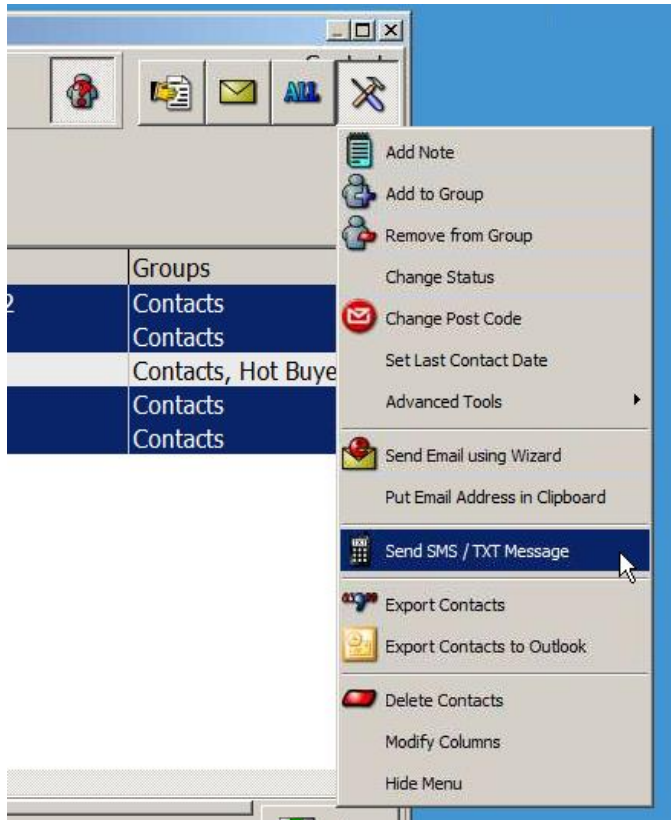 ALL
Groups
2
Contacts
Contacts
Contacts, Hot Buye
Contacts
Contacts
Add Note
Add to Group
Remove from Group
Change Status
Change Post Code
Set Last Contact Date
Advanced Tools
Send Email using Wizard
Put Email Address in Clipboard
TXT
Send SMS / TXT Message
Export Contacts
Export Contacts to Outlook
Delete Contacts
Modify Columns
Hide Menu